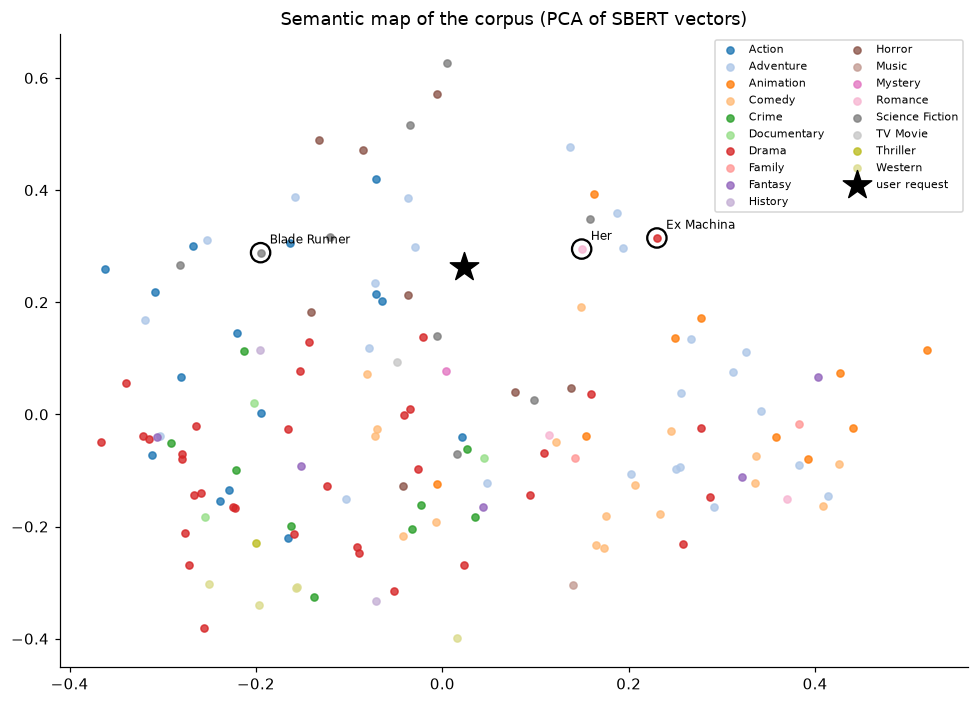 Semantic map of the corpus (PCA of SBERT vectors)
Action
Adventure
Animation
Comedy
Crime
Documentary
Drama
Family
Fantasy
History
Horror
Music
Mystery
Romance
Science Fiction
TV Movie
Thriller
Western
user request
Blade Runner
Her
Ex Machina
0.6
0.4
0.2
0.0
−0.2
−0.4
−0.4
−0.2
0.0
0.2
0.4